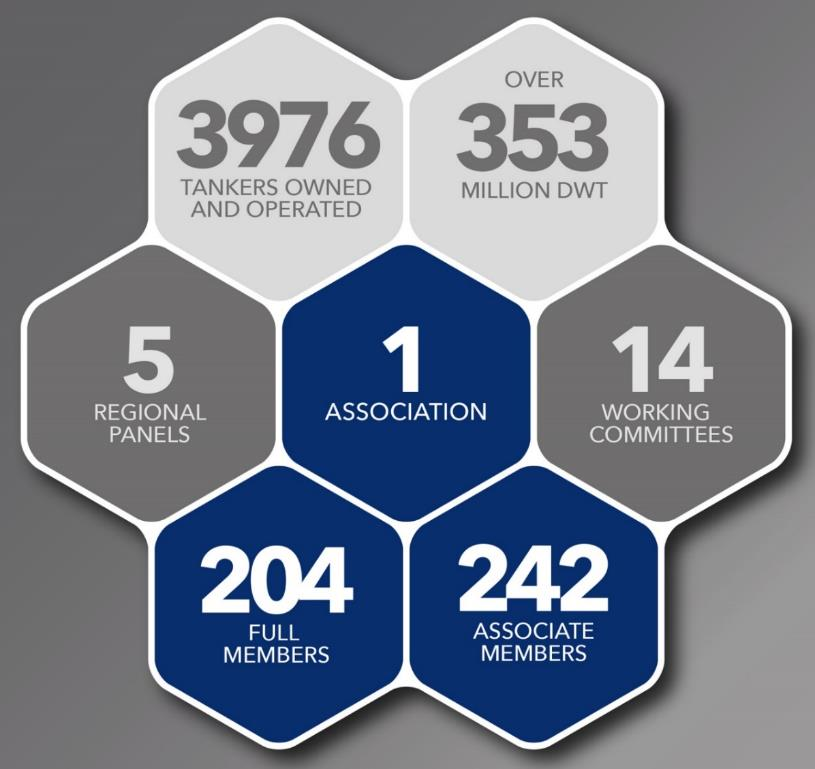 3976
TANKERS OWNED
AND OPERATED
OVER
353
MILLION DWT
5
REGIONAL
PANELS
1
ASSOCIATION
14
WORKING
COMMITTEES
204
FULL
MEMBERS
242
ASSOCIATE
MEMBERS